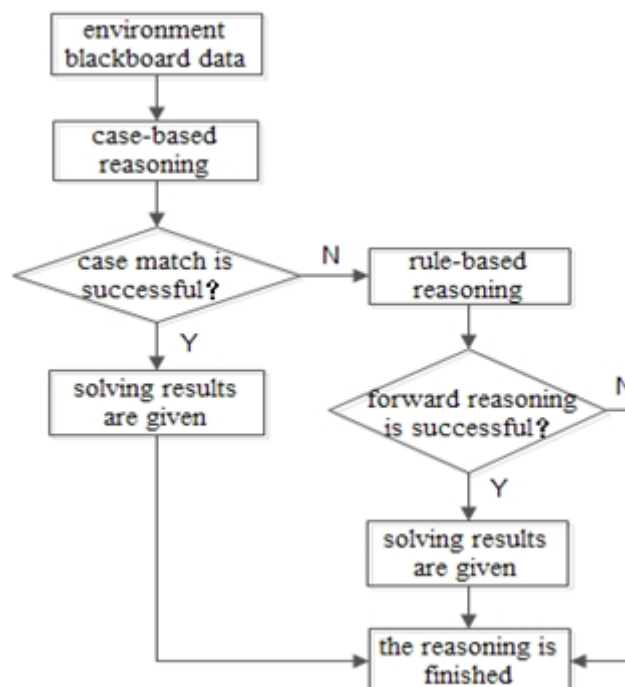 environment
blackboard data
case-based
reasoning
case match is
successful?
N
rule-based
reasoning
Y
solving results
are given
forward reasoning
is successful?
N
Y
solving results
are given
the reasoning is
finished